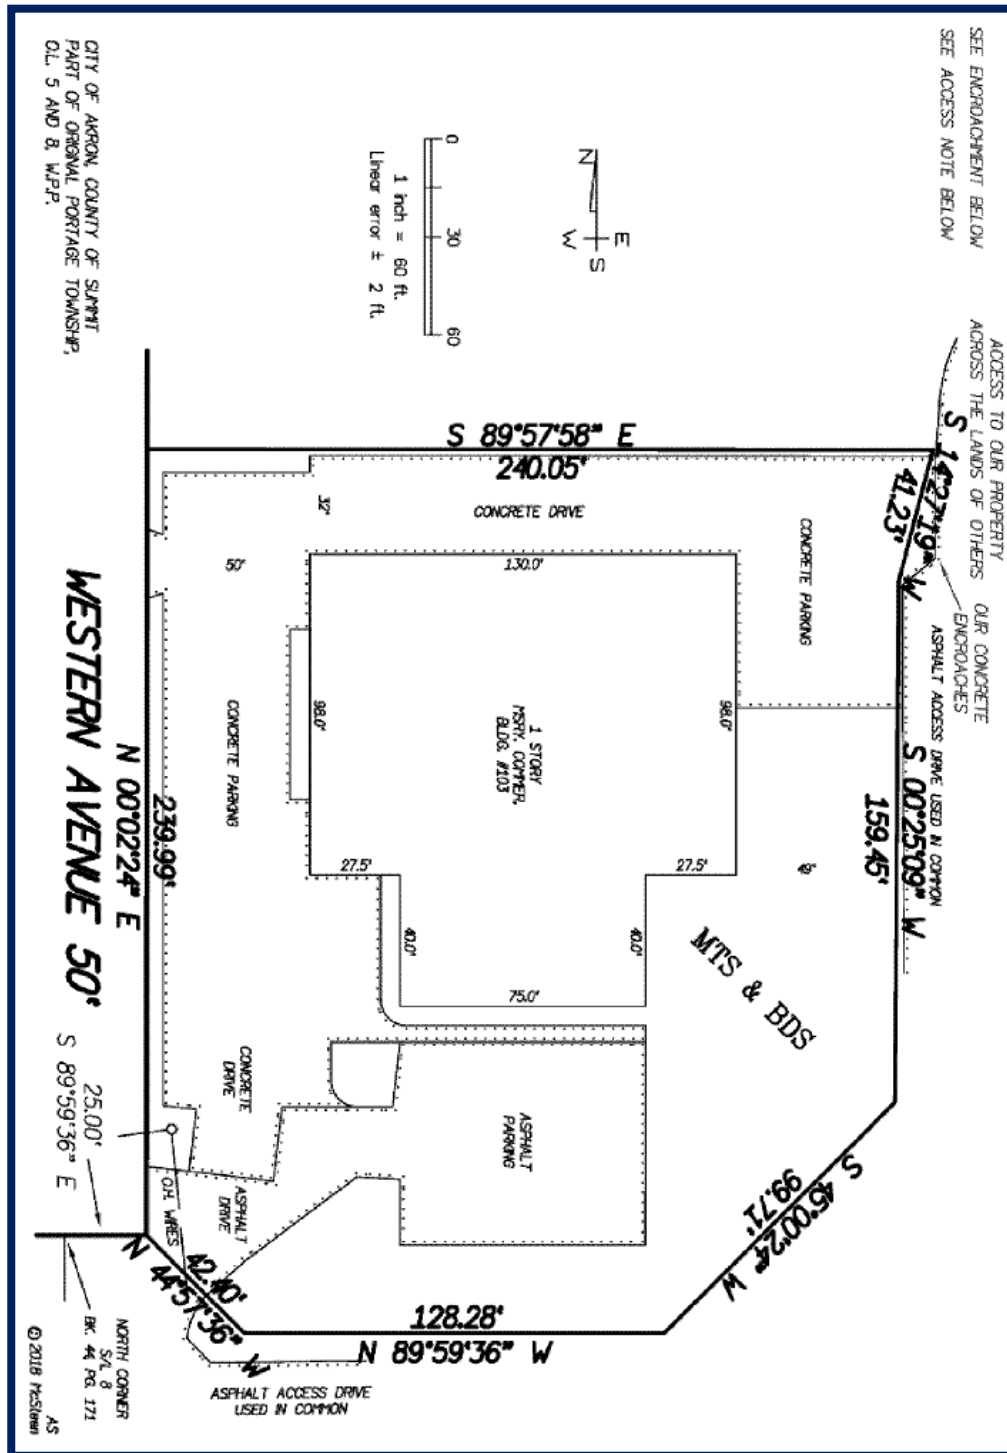 SEE ENCROACHMENT BELOW
SEE ACCESS NOTE BELOW
ACCESS TO OUR PROPERTY
ACROSS THE LANDS OF OTHERS
OUR CONCRETE
ENCROACHES
CITY OF AKRON, COUNTY OF SUMMIT
PART OF ORIGINAL PORTAGE TOWNSHIP,
O.L. 5 AND 8, W.P.P.
0 30 60
1 inch = 60 ft.
Linear error ± 2 ft.
N
E
S
W
S 89°57'58" E
240.05'
S 14°27'19" W
41.23'
ASPHALT ACCESS DRIVE USED IN COMMON
S 00°25'09" W
159.45'
CONCRETE DRIVE
32'
50'
130.0'
CONCRETE PARKING
98.0'
98.0'
1 STORY
MSRY. COMMER.
BLDG. #103
CONCRETE PARKING
27.5'
27.5'
40.0'
40.0'
75.0'
MTS & BDS
WESTERN AVENUE 50'
N 00°02'24" E
239.99'
CONCRETE
DRIVE
ASPHALT
PARKING
25.00'
S 89°59'36" E
O.H. WIRES
ASPHALT
DRIVE
S 45°00'24" W
99.71'
42.40'
N 44°57'36" W
128.28'
N 89°59'36" W
ASPHALT ACCESS DRIVE
USED IN COMMON
NORTH CORNER
S/L 8
BK. 44, PG. 171
AS
©2018 McSteen